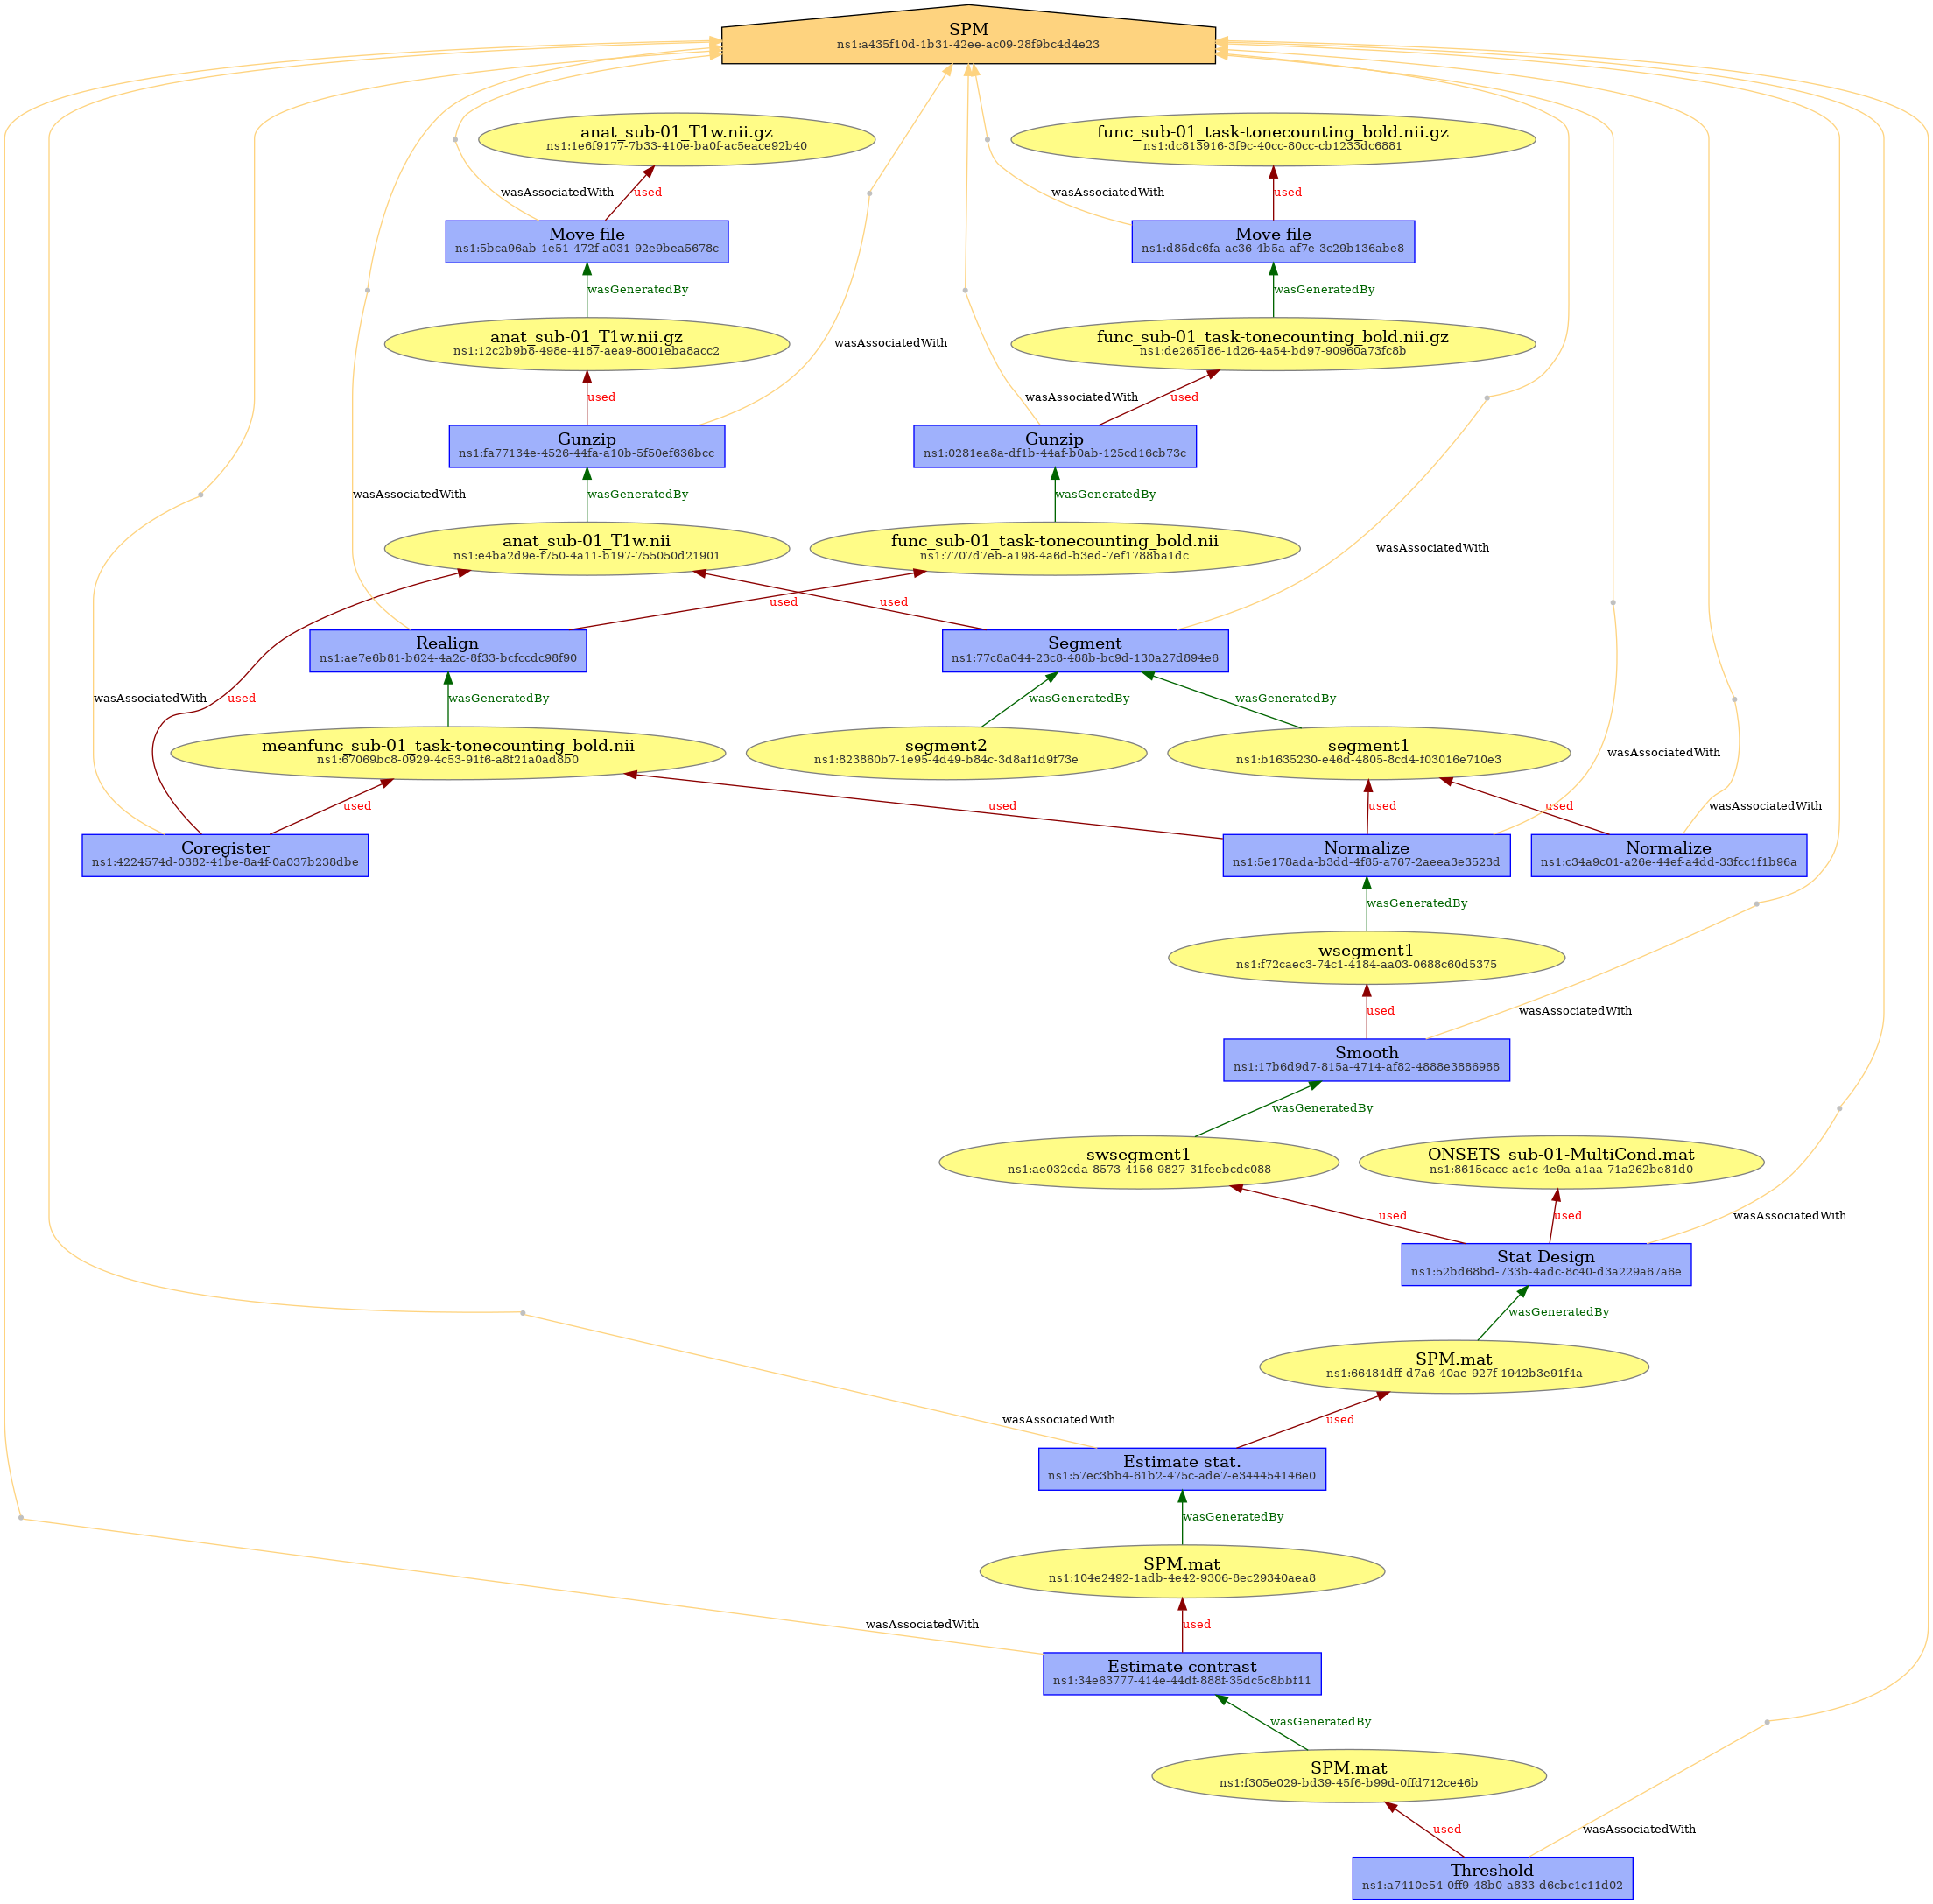 SPM
ns1:a435f10d-1b31-42ee-ac09-28f9bc4d4e23
anat_sub-01_T1w.nii.gz
ns1:1e6f9177-7b33-410e-ba0f-ac5eace92b40
func_sub-01_task-tonecounting_bold.nii.gz
ns1:dc813916-3f9c-40cc-80cc-cb1233dc6881
wasAssociatedWith
used
wasAssociatedWith
used
Move file
ns1:5bca96ab-1e51-472f-a031-92e9bea5678c
Move file
ns1:d85dc6fa-ac36-4b5a-af7e-3c29b136abe8
wasGeneratedBy
wasGeneratedBy
anat_sub-01_T1w.nii.gz
ns1:12c2b9b8-498e-4187-aea9-8001eba8acc2
wasAssociatedWith
func_sub-01_task-tonecounting_bold.nii.gz
ns1:de265186-1d26-4a54-bd97-90960a73fc8b
used
wasAssociatedWith
used
Gunzip
ns1:fa77134e-4526-44fa-a10b-5f50ef636bcc
Gunzip
ns1:0281ea8a-df1b-44af-b0ab-125cd16cb73c
wasAssociatedWith
wasGeneratedBy
wasGeneratedBy
anat_sub-01_T1w.nii
ns1:e4ba2d9e-f750-4a11-b197-755050d21901
func_sub-01_task-tonecounting_bold.nii
ns1:7707d7eb-a198-4a6d-b3ed-7ef1788ba1dc
wasAssociatedWith
used
used
Realign
ns1:ae7e6b81-b624-4a2c-8f33-bcfccdc98f90
Segment
ns1:77c8a044-23c8-488b-bc9d-130a27d894e6
wasAssociatedWith
used
wasGeneratedBy
wasGeneratedBy
wasGeneratedBy
meanfunc_sub-01_task-tonecounting_bold.nii
ns1:67069bc8-0929-4c53-91f6-a8f21a0ad8b0
segment2
ns1:823860b7-1e95-4d49-b84c-3d8af1d9f73e
segment1
ns1:b1635230-e46d-4805-8cd4-f03016e710e3
wasAssociatedWith
used
used
used
used
wasAssociatedWith
Coregister
ns1:4224574d-0382-41be-8a4f-0a037b238dbe
Normalize
ns1:5e178ada-b3dd-4f85-a767-2aeea3e3523d
Normalize
ns1:c34a9c01-a26e-44ef-a4dd-33fcc1f1b96a
wasGeneratedBy
wsegment1
ns1:f72caec3-74c1-4184-aa03-0688c60d5375
used
wasAssociatedWith
Smooth
ns1:17b6d9d7-815a-4714-af82-4888e3886988
wasGeneratedBy
swsegment1
ns1:ae032cda-8573-4156-9827-31feebcdc088
ONSETS_sub-01-MultiCond.mat
ns1:8615cacc-ac1c-4e9a-a1aa-71a262be81d0
used
used
wasAssociatedWith
Stat Design
ns1:52bd68bd-733b-4adc-8c40-d3a229a67a6e
wasGeneratedBy
SPM.mat
ns1:66484dff-d7a6-40ae-927f-1942b3e91f4a
wasAssociatedWith
used
Estimate stat.
ns1:57ec3bb4-61b2-475c-ade7-e344454146e0
wasGeneratedBy
SPM.mat
ns1:104e2492-1adb-4e42-9306-8ec29340aea8
wasAssociatedWith
used
Estimate contrast
ns1:34e63777-414e-44df-888f-35dc5c8bbf11
wasGeneratedBy
SPM.mat
ns1:f305e029-bd39-45f6-b99d-0ffd712ce46b
used
wasAssociatedWith
Threshold
ns1:a7410e54-0ff9-48b0-a833-d6cbc1c11d02